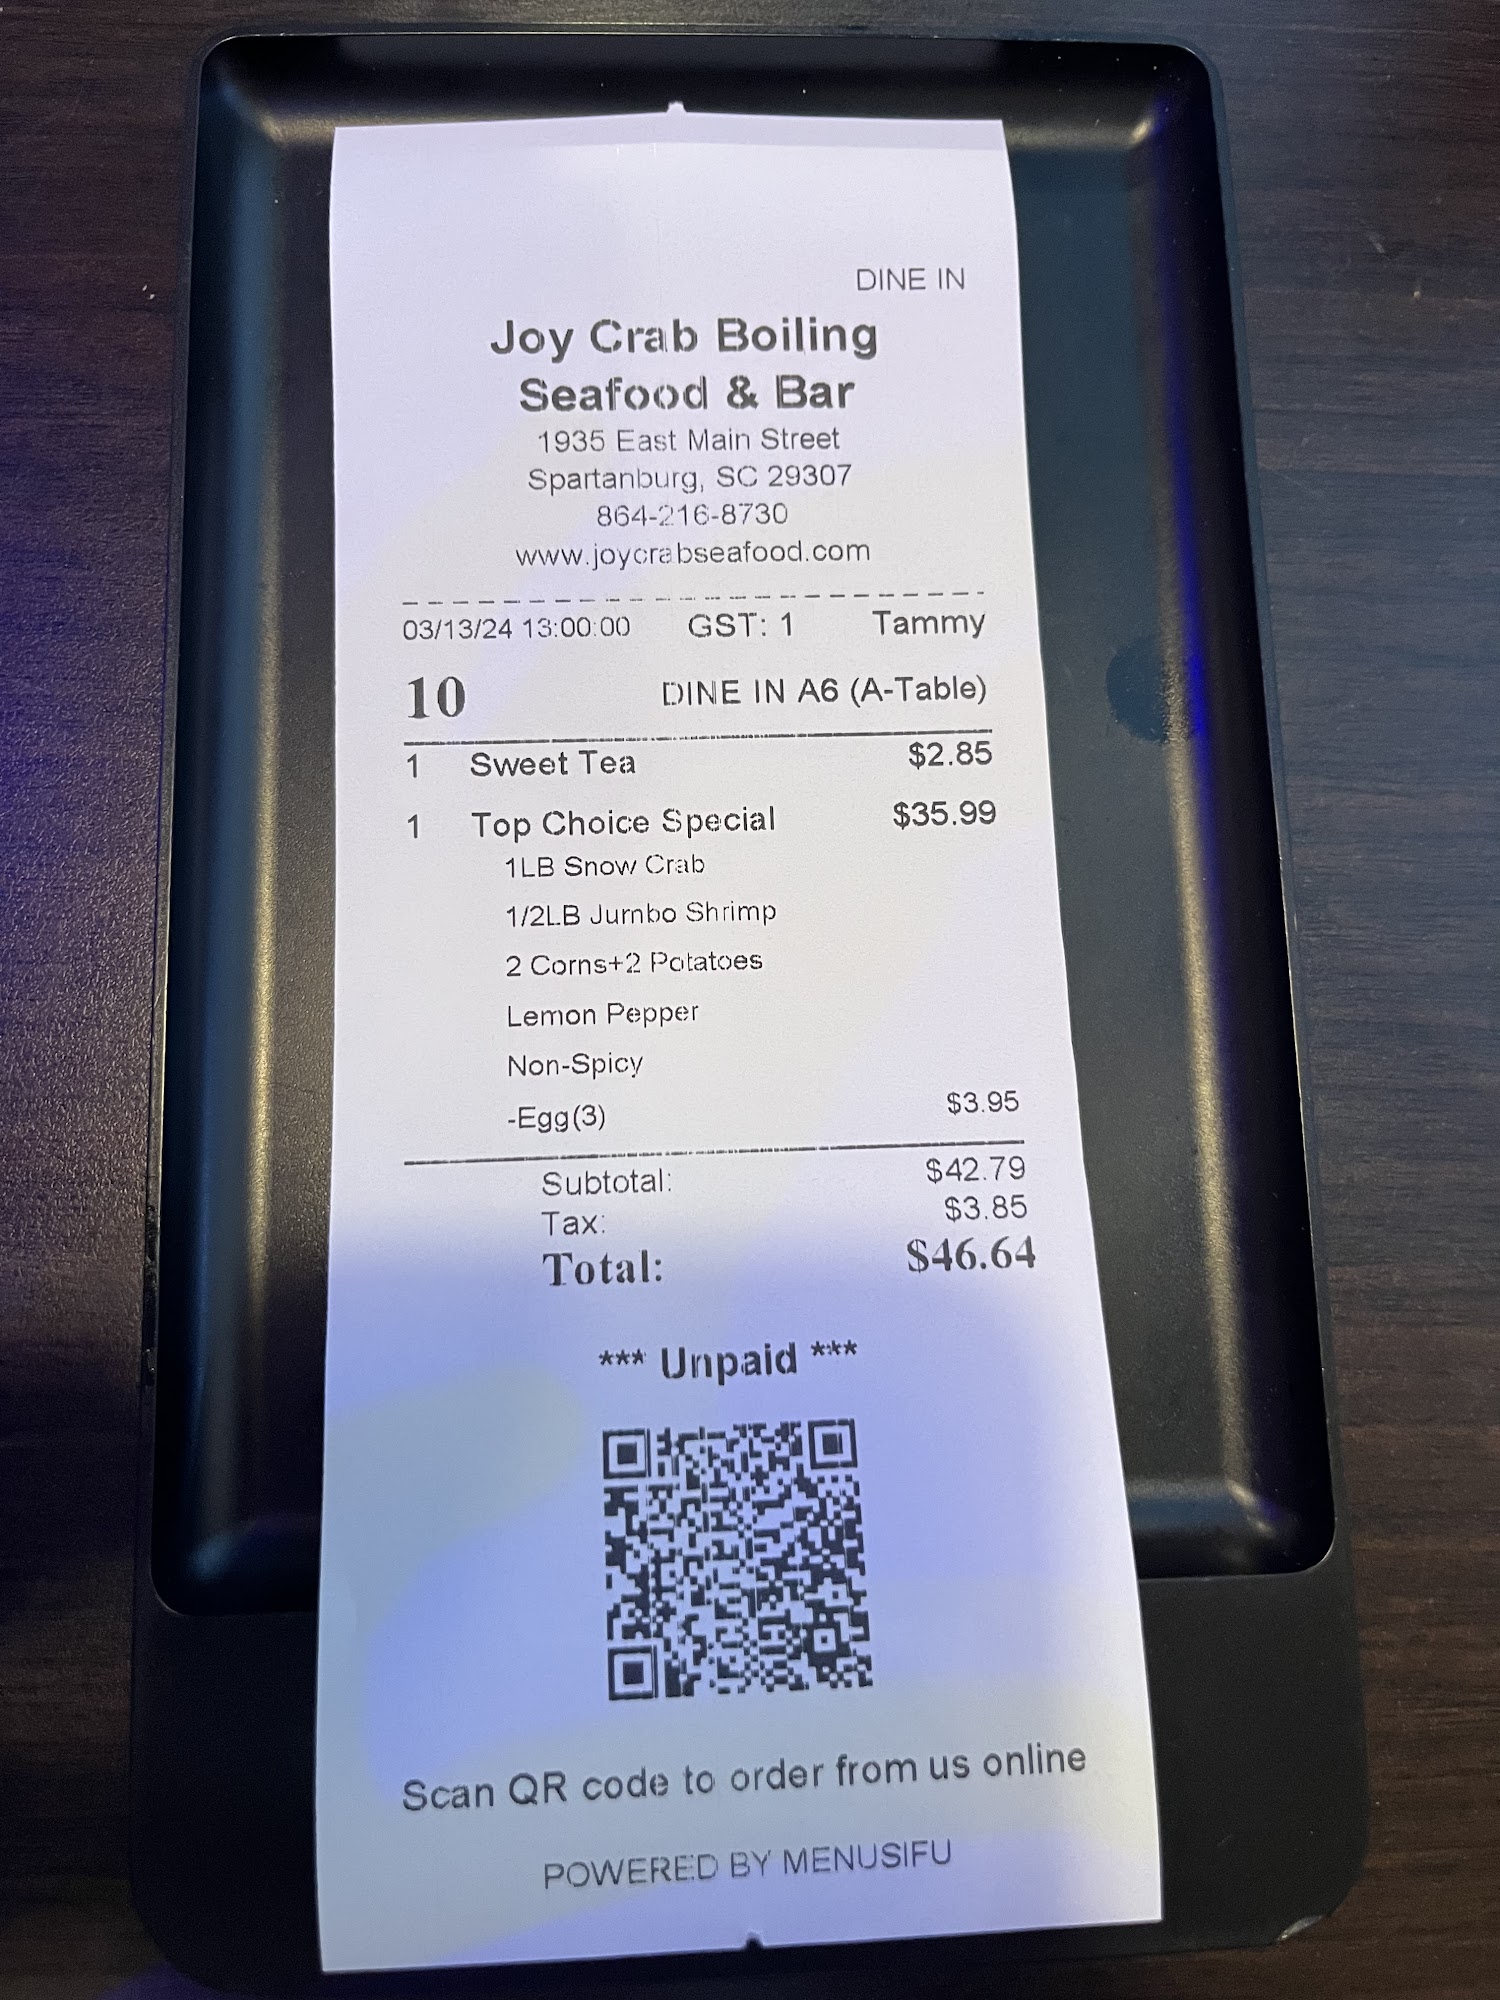 DINE IN
Joy Crab Boiling
Seafood & Bar
1935 East Main Street
Spartanburg, SC 29307
864-216-8730
www.joycrabseafood.com
03/13/24 13:00:00 GST: 1 Tammy
10 DINE IN A6 (A-Table)
1 Sweet Tea $2.85
1 Top Choice Special $35.99
1LB Snow Crab
1/2LB Jumbo Shrimp
2 Corns+2 Potatoes
Lemon Pepper
Non-Spicy
-Egg(3) $3.95
Subtotal: $42.79
Tax: $3.85
Total: $46.64
*** Unpaid ***
Scan QR code to order from us online
POWERED BY MENUSIFU